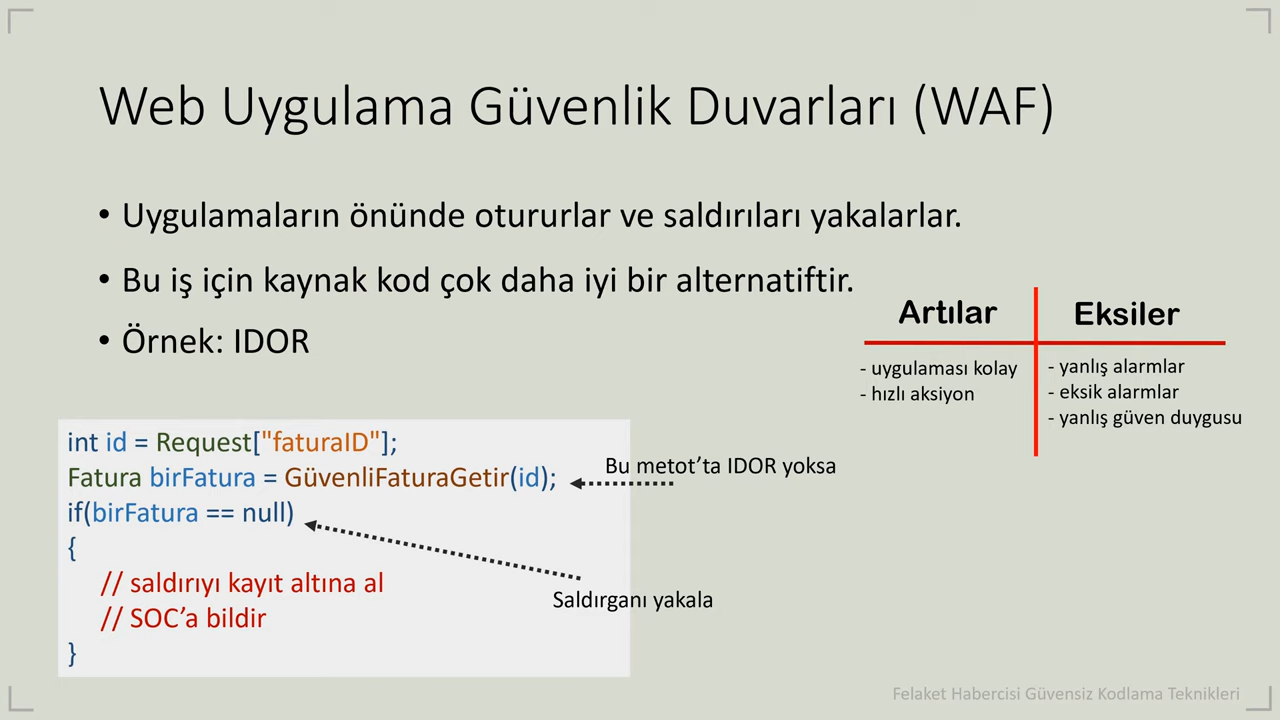 Web Uygulama Güvenlik Duvarları (WAF)
• Uygulamaların önünde otururlar ve saldırıları yakalarlar.
• Bu iş için kaynak kod çok daha iyi bir alternatiftir.
• Örnek: IDOR
Artılar
- uygulaması kolay
- hızlı aksiyon
Eksiler
- yanlış alarmlar
- eksik alarmlar
- yanlış güven duygusu
int id = Request["faturaID"];
Fatura birFatura = GüvenliFaturaGetir(id);
if(birFatura == null)
{
// saldırıyı kayıt altına al
// SOC’a bildir
}
Bu metot’ta IDOR yoksa
Saldırganı yakala
Felaket Habercisi Güvensiz Kodlama Teknikleri